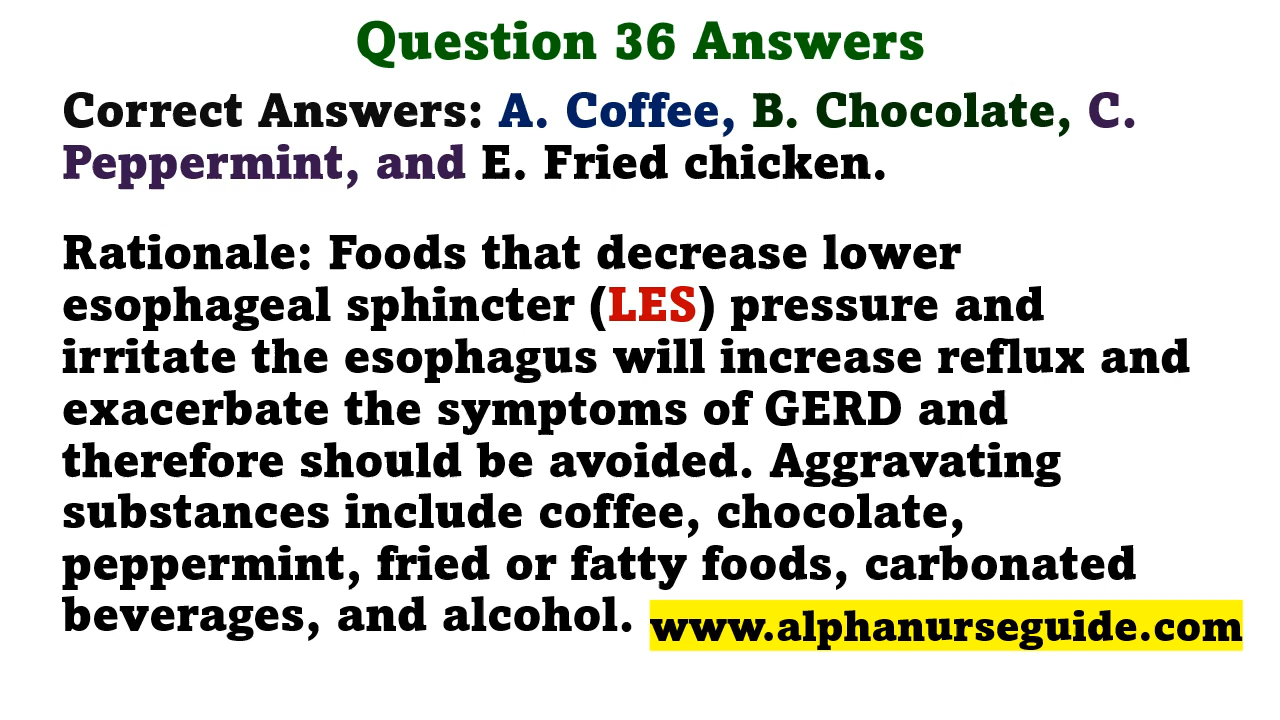 Question 36 Answers
Correct Answers: A. Coffee, B. Chocolate, C.
Peppermint, and E. Fried chicken.
Rationale: Foods that decrease lower
esophageal sphincter (LES) pressure and
irritate the esophagus will increase reflux and
exacerbate the symptoms of GERD and
therefore should be avoided. Aggravating
substances include coffee, chocolate,
peppermint, fried or fatty foods, carbonated
beverages, and alcohol.
www.alphanurseguide.com